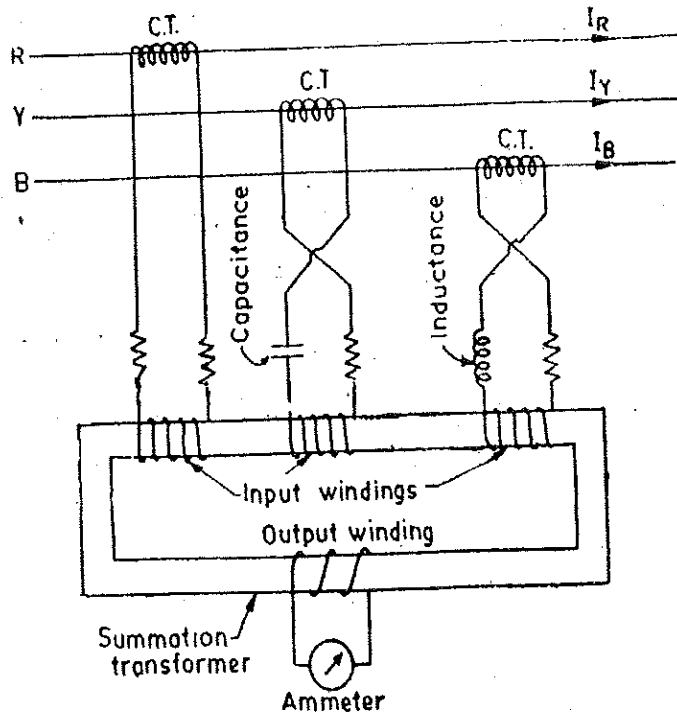 C.T.
I_R
R
C.T
I_Y
Y
C.T.
I_B
B
Capacitance
Inductance
Input windings
Output winding
Summation
transformer
Ammeter